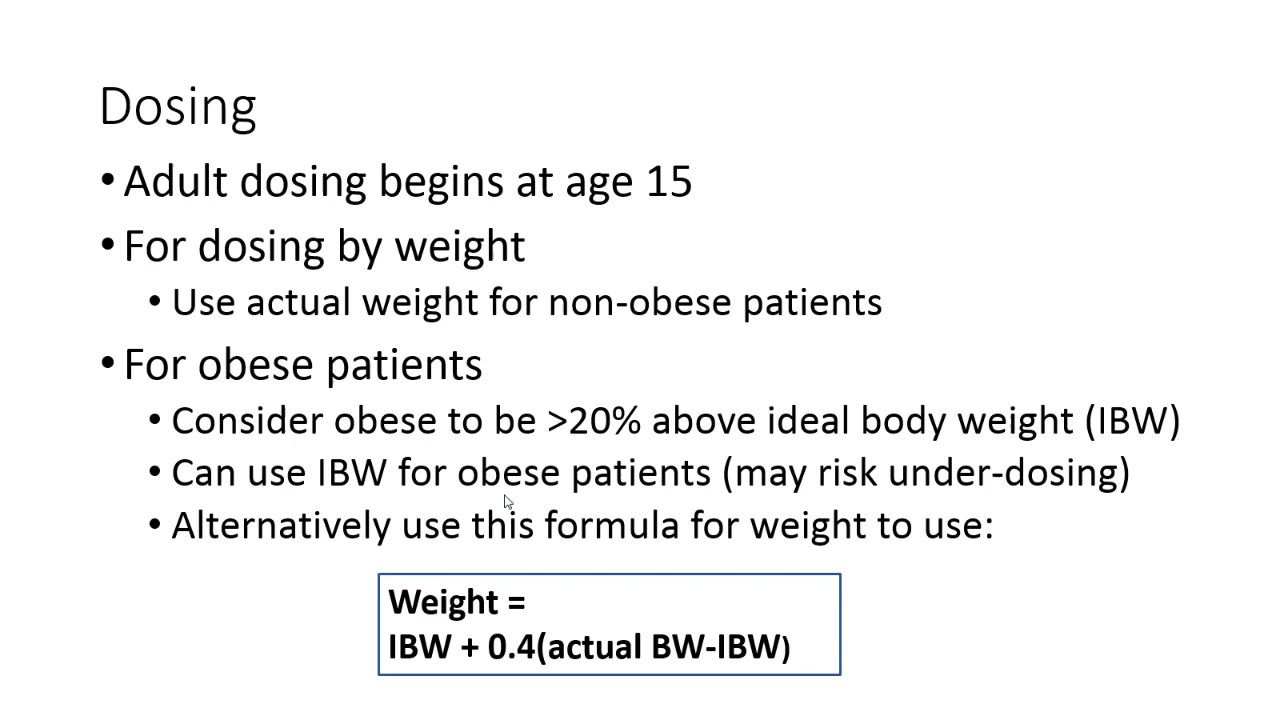 Dosing
• Adult dosing begins at age 15
• For dosing by weight
• Use actual weight for non-obese patients
• For obese patients
• Consider obese to be >20% above ideal body weight (IBW)
• Can use IBW for obese patients (may risk under-dosing)
• Alternatively use this formula for weight to use:
Weight =
IBW + 0.4(actual BW-IBW)